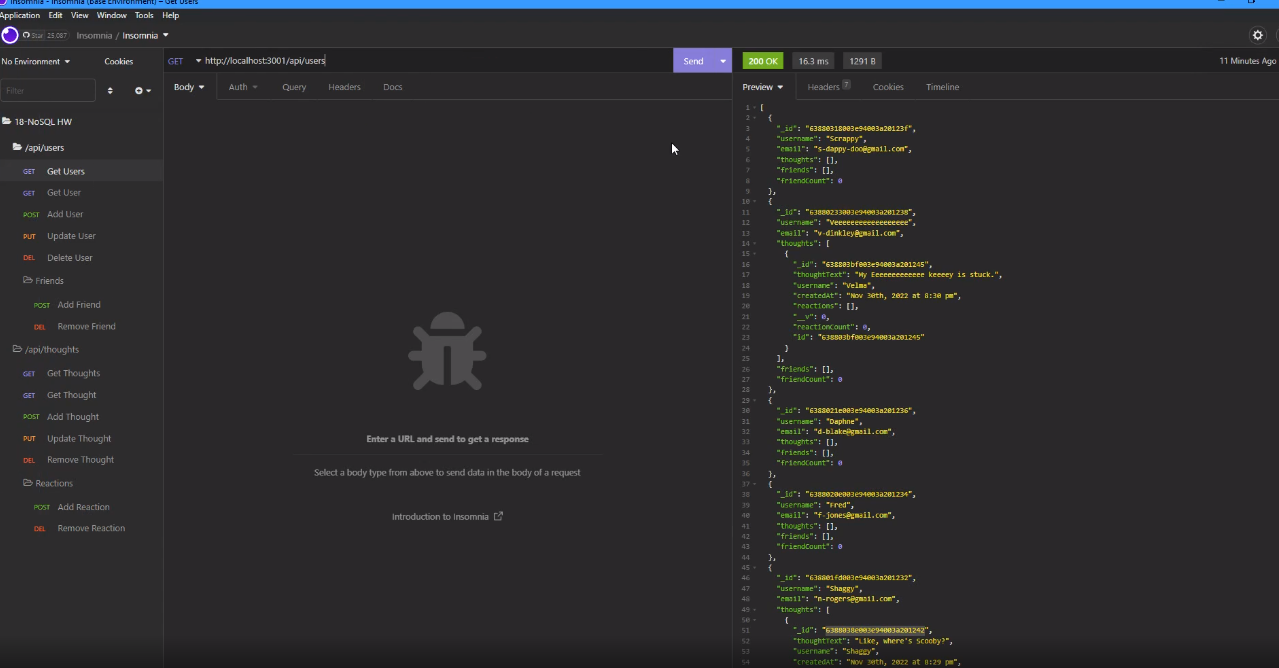 Insomnia - Insomnia (Base Environment) – Get Users
Application Edit View Window Tools Help
Star 25,087 Insomnia / Insomnia
No Environment Cookies GET http://localhost:3001/api/users Send 200 OK 16.3 ms 1291 B 11 Minutes Ago
Filter Body Auth Query Headers Docs Preview Headers 7 Cookies Timeline
18-NoSQL HW
/api/users
GET Get Users
GET Get User
POST Add User
PUT Update User
DEL Delete User
Friends
POST Add Friend
DEL Remove Friend
/api/thoughts
GET Get Thoughts
GET Get Thought
POST Add Thought
PUT Update Thought
DEL Remove Thought
Reactions
POST Add Reaction
DEL Remove Reaction
Enter a URL and send to get a response
Select a body type from above to send data in the body of a request
Introduction to Insomnia
1 [
2 {
3 "_id": "63880318003e94003a20123f",
4 "username": "Scrappy",
5 "email": "s-dappy-doo@gmail.com",
6 "thoughts": [],
7 "friends": [],
8 "friendCount": 0
9 },
10 {
11 "_id": "63880233003e94003a201238",
12 "username": "Veeeeeeeeeeeeeeeee",
13 "email": "v-dinkley@gmail.com",
14 "thoughts": [
15 {
16 "_id": "638803bf003e94003a201245",
17 "thoughtText": "My Eeeeeeeeeeeee keeeey is stuck.",
18 "username": "Velma",
19 "createdAt": "Nov 30th, 2022 at 8:30 pm",
20 "reactions": [],
21 "__v": 0,
22 "reactionCount": 0,
23 "id": "638803bf003e94003a201245"
24 }
25 ],
26 "friends": [],
27 "friendCount": 0
28 },
29 {
30 "_id": "6388021e003e94003a201236",
31 "username": "Daphne",
32 "email": "d-blake@gmail.com",
33 "thoughts": [],
34 "friends": [],
35 "friendCount": 0
36 },
37 {
38 "_id": "6388020e003e94003a201234",
39 "username": "Fred",
40 "email": "f-jones@gmail.com",
41 "thoughts": [],
42 "friends": [],
43 "friendCount": 0
44 },
45 {
46 "_id": "638801fd003e94003a201232",
47 "username": "Shaggy",
48 "email": "n-rogers@gmail.com",
49 "thoughts": [
50 {
51 "_id": "6388038e003e94003a201242",
52 "thoughtText": "Like, where's Scooby?",
53 "username": "Shaggy",
54 "createdAt": "Nov 30th, 2022 at 8:29 pm",